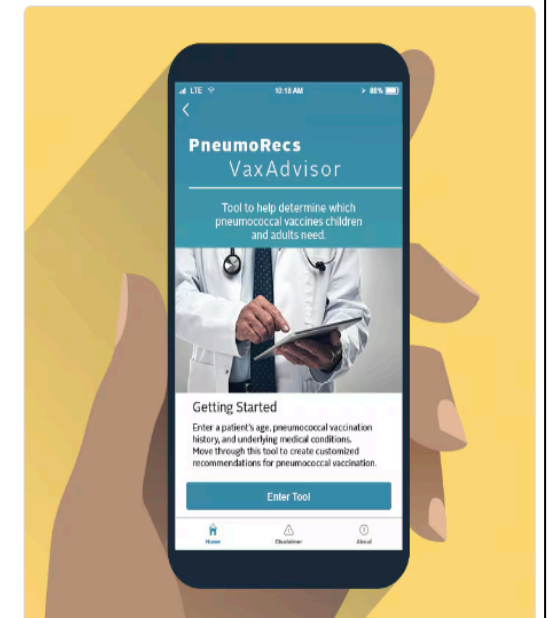 LTE 10:18 AM 88%
PneumoRecs
VaxAdvisor
Tool to help determine which
pneumococcal vaccines children
and adults need.
Getting Started
Enter a patient's age, pneumococcal vaccination
history, and underlying medical conditions.
Move through this tool to create customized
recommendations for pneumococcal vaccination.
Enter Tool
Home Disclaimer About